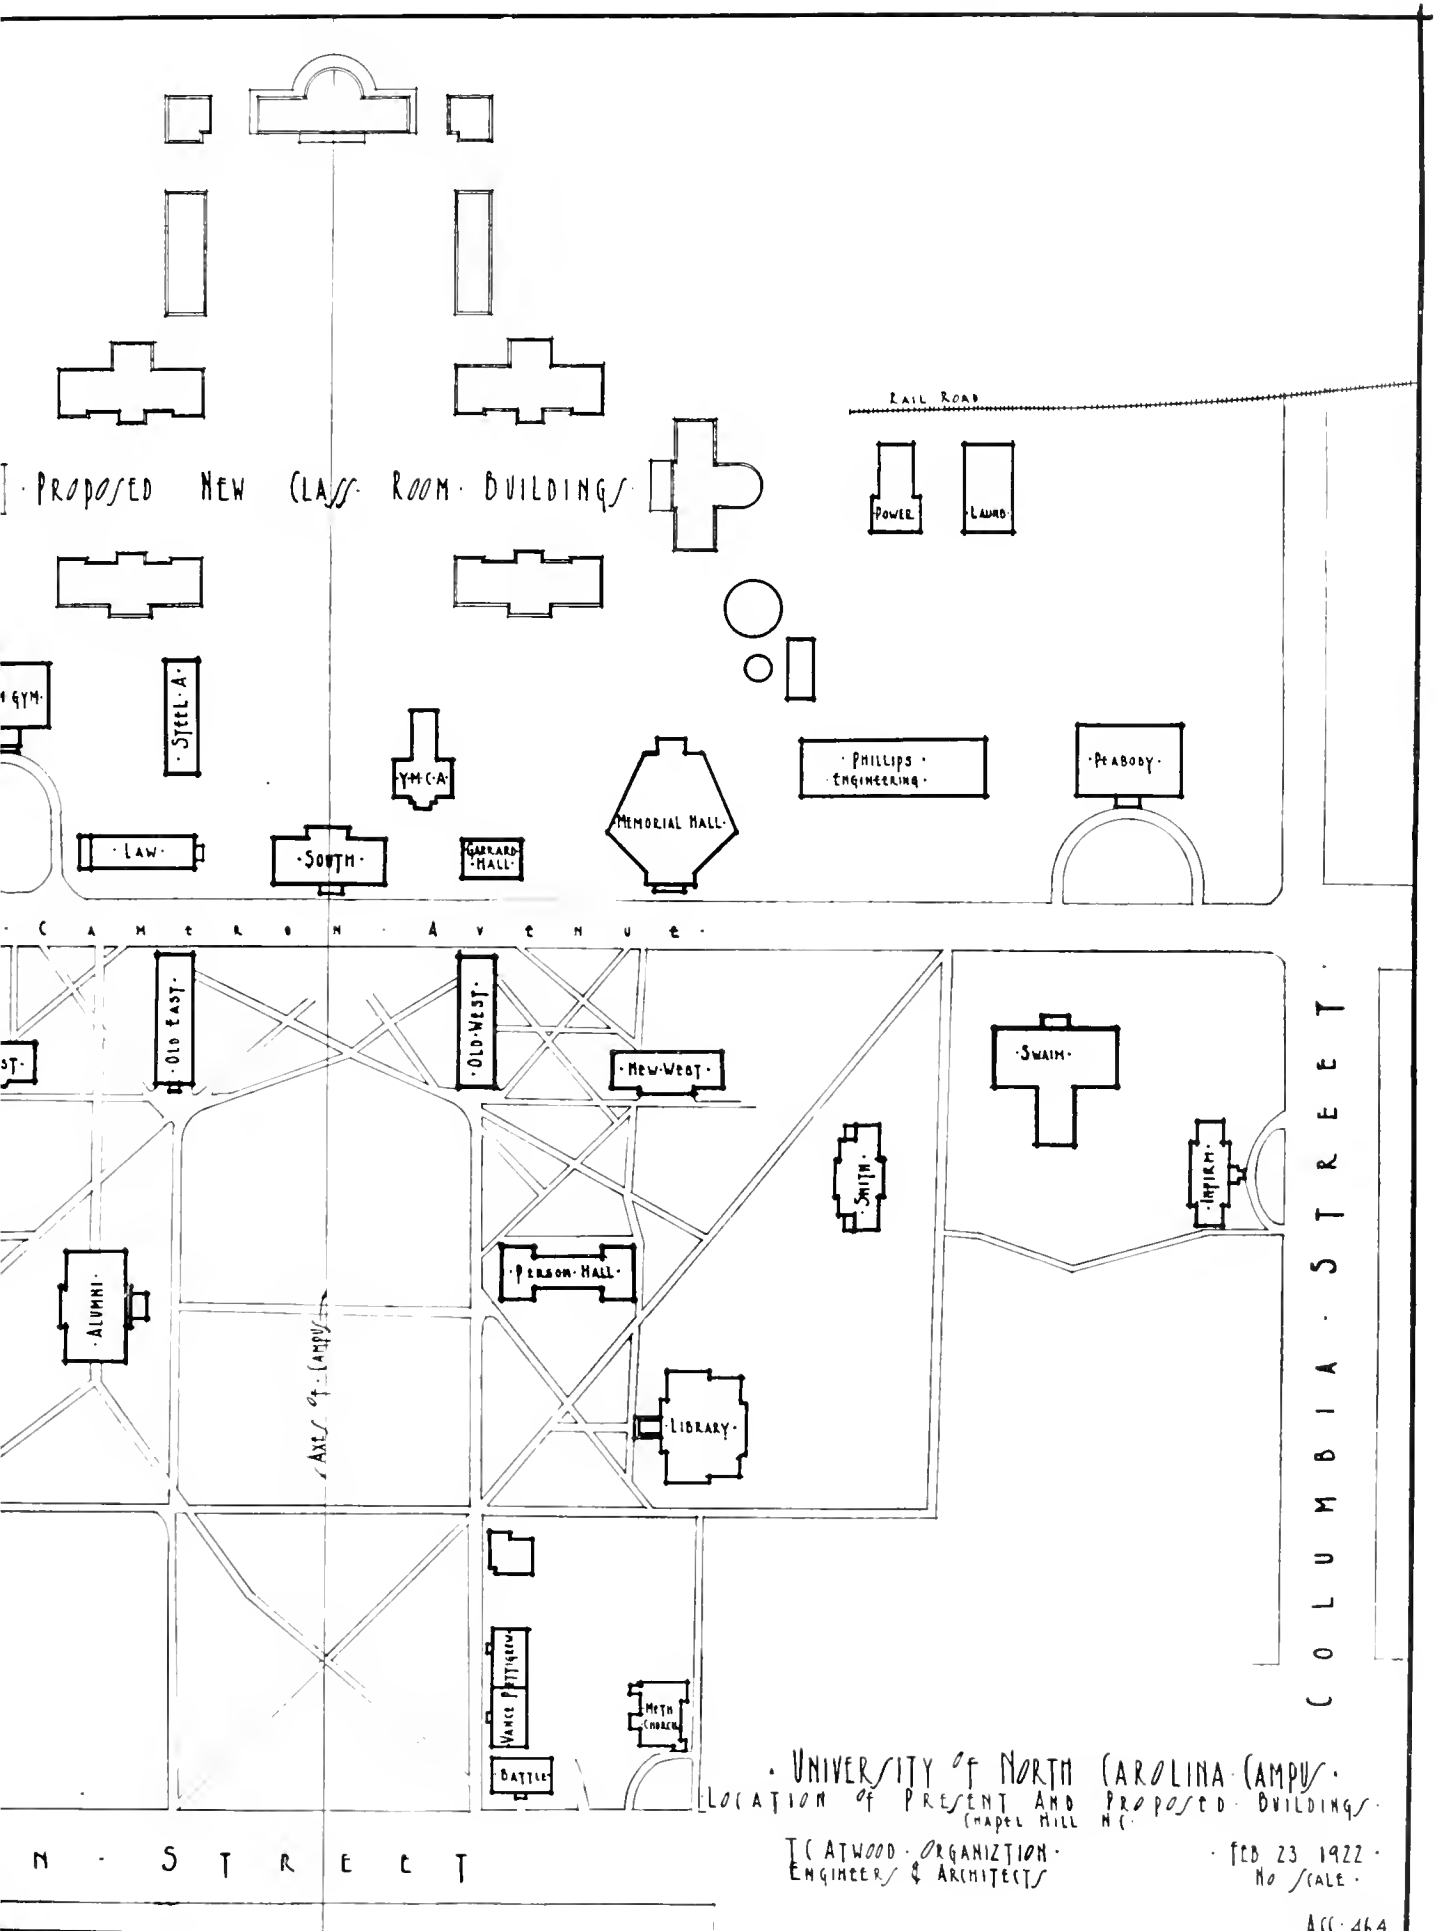 RAIL ROAD
· PROPOSED NEW CLASS · ROOM · BUILDINGS ·
· POWER
· LAUND ·
GYM ·
· STEEL · A ·
· Y · M · C · A ·
· PHILLIPS ·
· ENGINEERING ·
· PEABODY ·
· MEMORIAL HALL ·
· LAW ·
· SOUTH ·
GARRARD
· HALL ·
· CAMERON · AVENUE ·
· OLD EAST ·
· OLD · WEST ·
ST ·
· NEW · WEST ·
· SWAIN ·
· SMITH ·
· INFIRM ·
· PERSON · HALL ·
· ALUMNI ·
AXES OF · CAMPUS
· LIBRARY ·
COLUMBIA · STREET ·
VANCE PETTIGREW
METH
CHURCH
· BATTLE
N · STREET
· UNIVERSITY OF NORTH CAROLINA · CAMPUS ·
LOCATION OF PRESENT AND PROPOSED · BUILDINGS ·
CHAPEL HILL N C ·
T C ATWOOD · ORGANIZTION ·
ENGINEERS & ARCHITECTS
· FEB 23 1922 ·
NO SCALE ·
ACC · 464